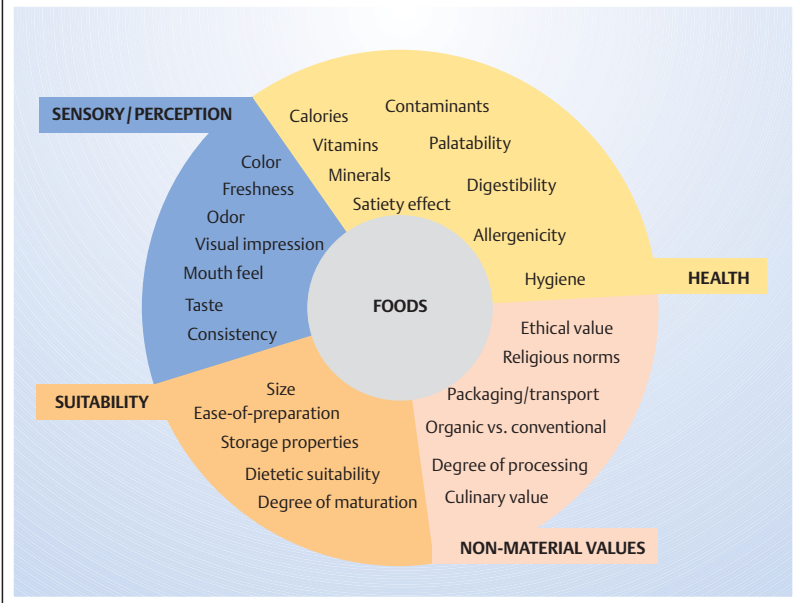 SENSORY/PERCEPTION
Color
Freshness
Odor
Visual impression
Mouth feel
Taste
Consistency
Calories
Contaminants
Vitamins
Palatability
Minerals
Digestibility
Satiety effect
Allergenicity
Hygiene
HEALTH
FOODS
Ethical value
Religious norms
Packaging/transport
Organic vs. conventional
Degree of processing
Culinary value
NON-MATERIAL VALUES
SUITABILITY
Size
Ease-of-preparation
Storage properties
Dietetic suitability
Degree of maturation